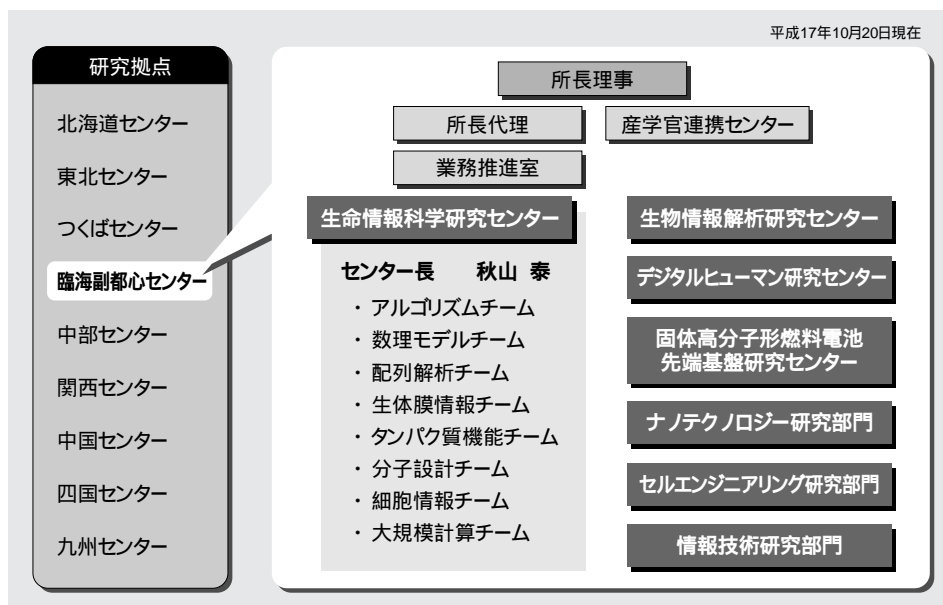 平成17年10月20日現在
研究拠点
北海道センター
東北センター
つくばセンター
臨海副都心センター
中部センター
関西センター
中国センター
四国センター
九州センター
所長理事
所長代理
産学官連携センター
業務推進室
生命情報科学研究センター
センター長 秋山 泰
・ アルゴリズムチーム
・ 数理モデルチーム
・ 配列解析チーム
・ 生体膜情報チーム
・ タンパク質機能チーム
・ 分子設計チーム
・ 細胞情報チーム
・ 大規模計算チーム
生物情報解析研究センター
デジタルヒューマン研究センター
固体高分子形燃料電池
先端基盤研究センター
ナノテクノロジー研究部門
セルエンジニアリング研究部門
情報技術研究部門